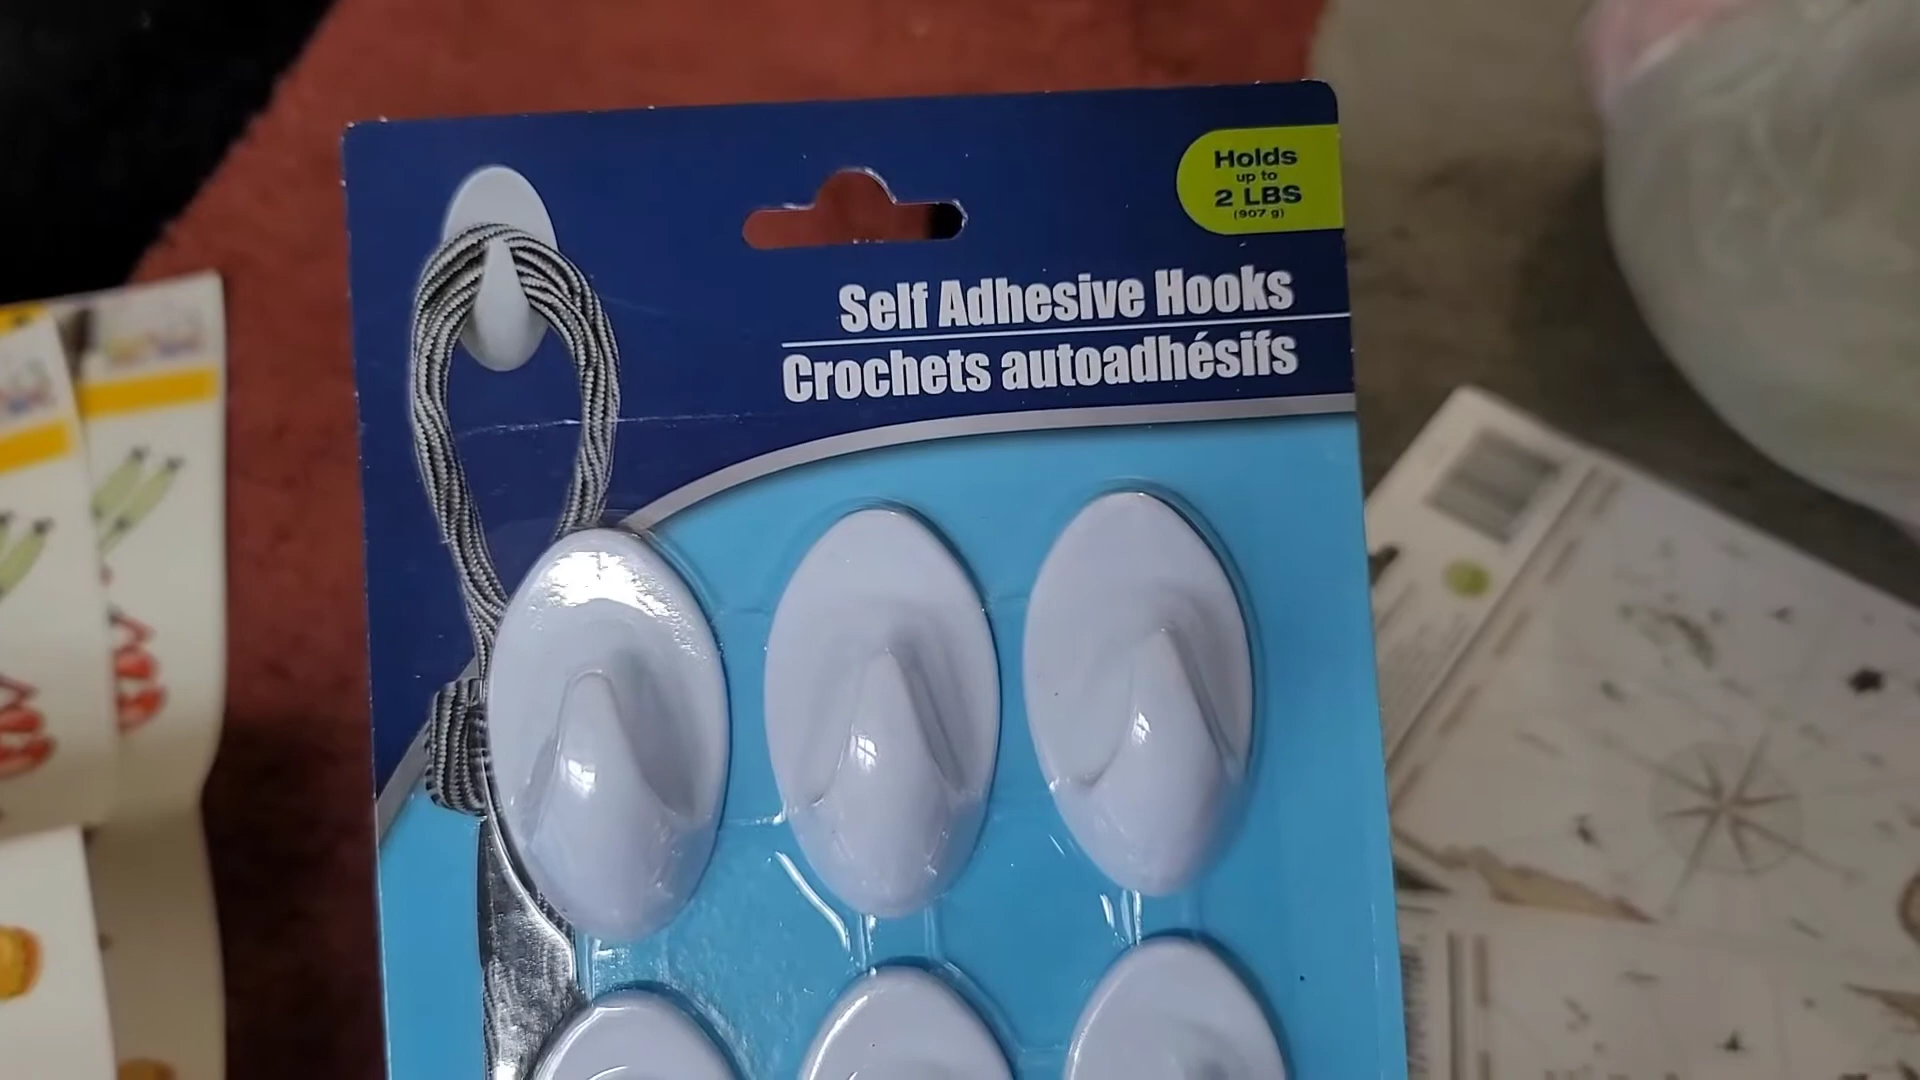 Holds
up to
2 LBS
(907 g)
Self Adhesive Hooks
Crochets autoadhésifs